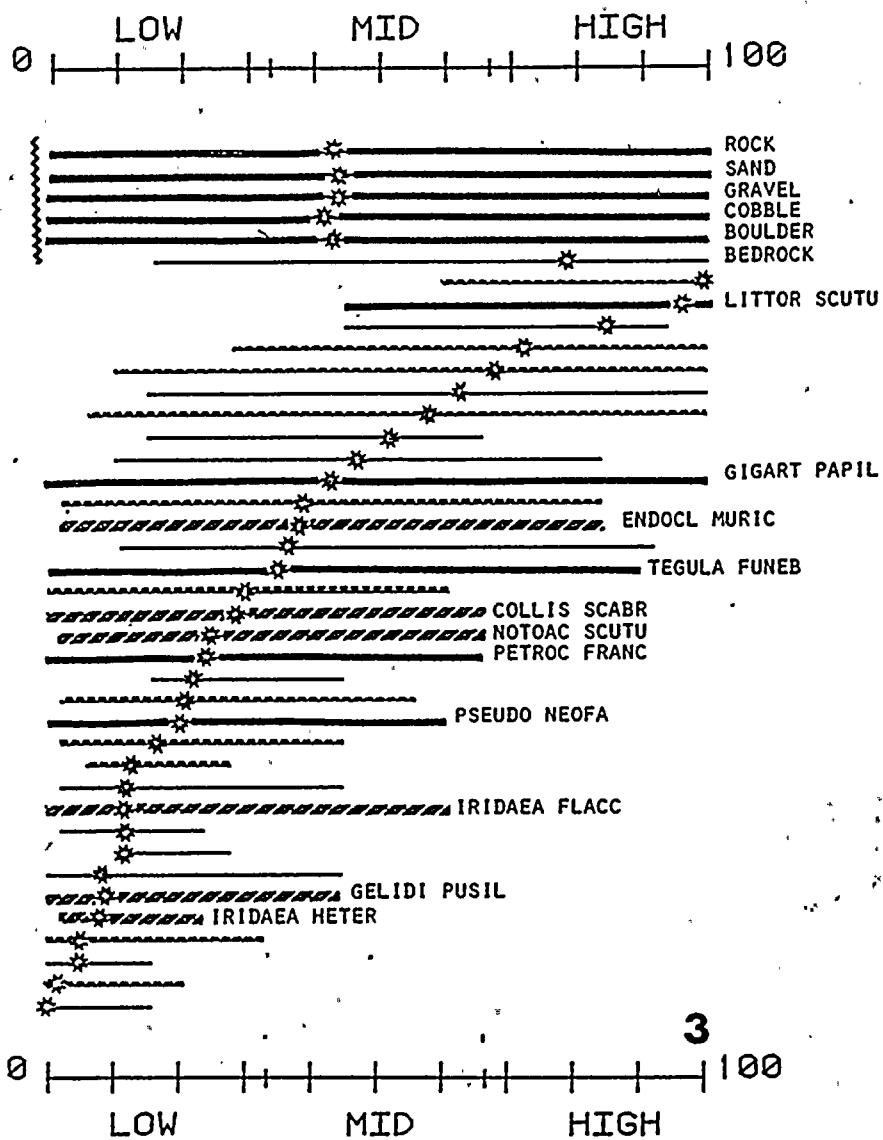 LOW MID HIGH
0 100
ROCK
SAND
GRAVEL
COBBLE
BOULDER
BEDROCK
LITTOR SCUTU
GIGART PAPIL
ENDOCL MURIC
TEGULA FUNEB
COLLIS SCABR
NOTOAC SCUTU
PETROC FRANC
PSEUDO NEOFA
IRIDAEA FLACC
GELIDI PUSIL
IRIDAEA HETER
3
0 100
LOW MID HIGH